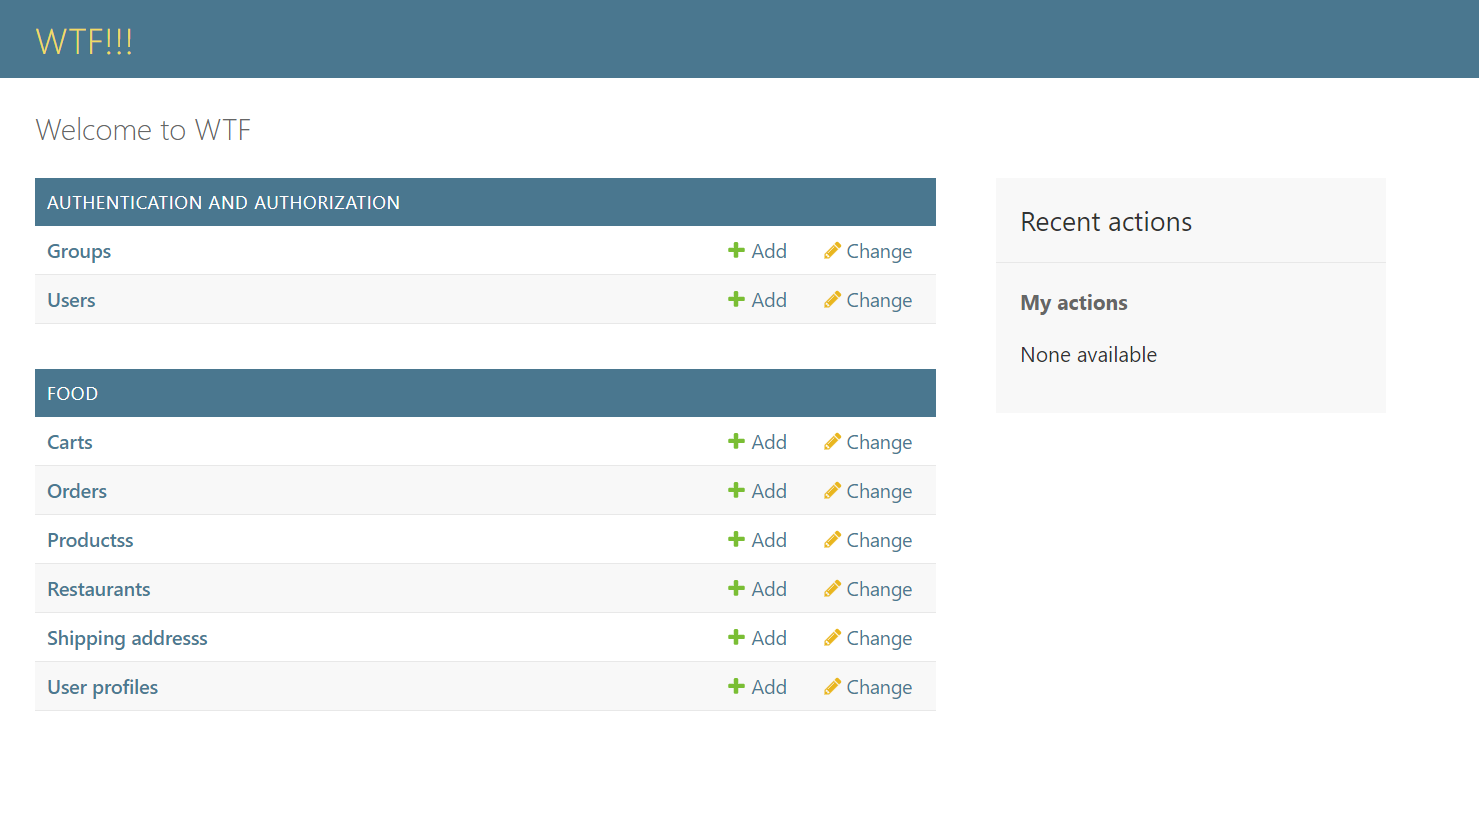 WTF!!!
Welcome to WTF
AUTHENTICATION AND AUTHORIZATION
Groups Add Change
Users Add Change
FOOD
Carts Add Change
Orders Add Change
Productss Add Change
Restaurants Add Change
Shipping addresss Add Change
User profiles Add Change
Recent actions
My actions
None available